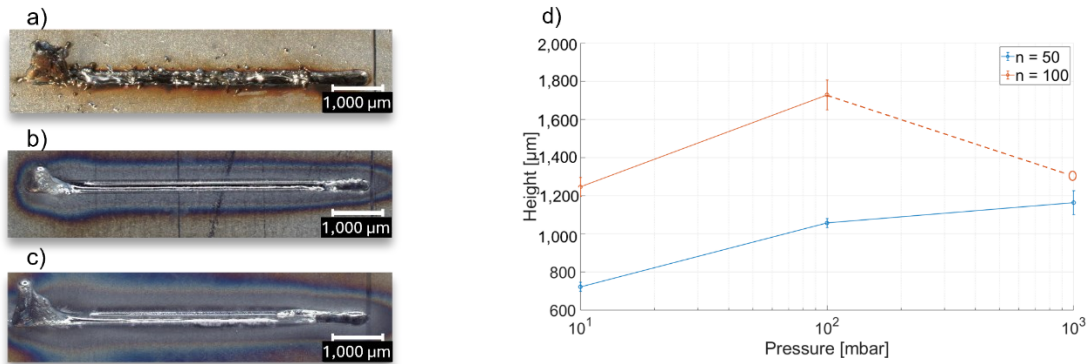 a)
1,000 µm
b)
1,000 µm
c)
1,000 µm
d)
2,000
1,800
1,600
1,400
1,200
1,000
800
600
Height [µm]
n = 50
n = 100
10¹
10²
10³
Pressure [mbar]